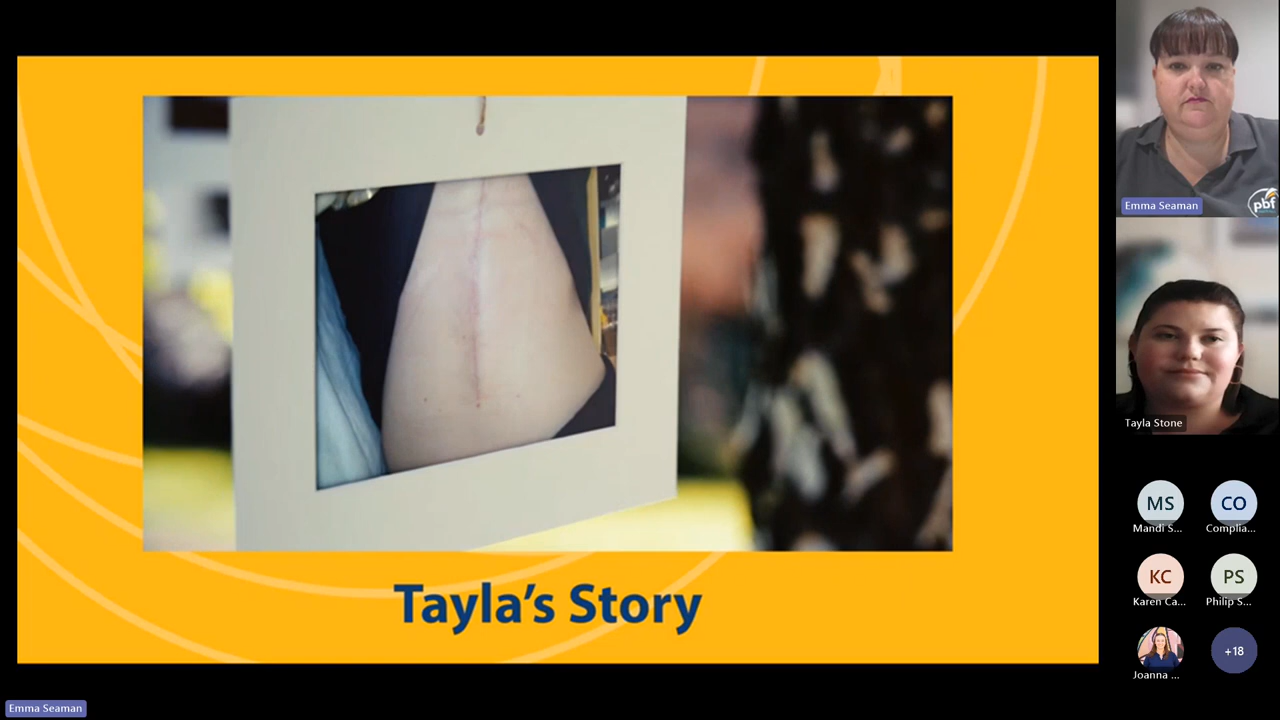 Tayla's Story
pbf
Emma Seaman
Tayla Stone
MS
CO
Mandi S...
Complia...
KC
PS
Karen Ca...
Philip S...
+18
Joanna ...
Emma Seaman